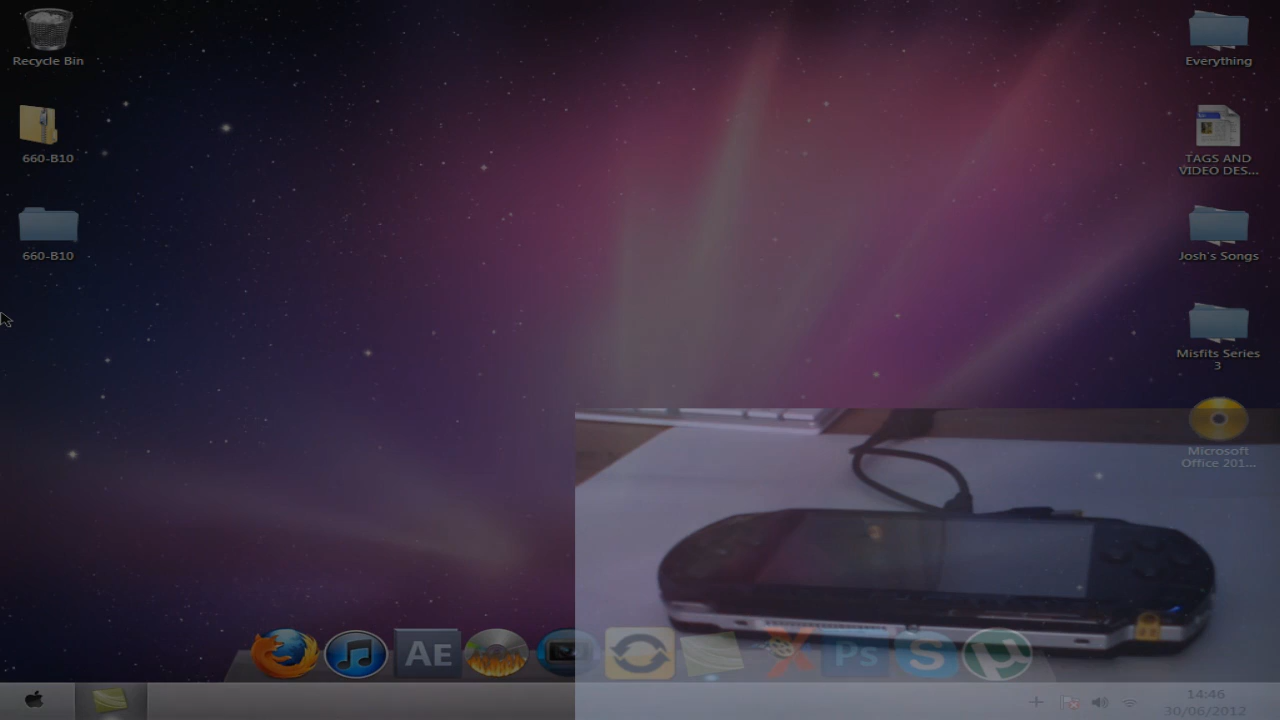 Recycle Bin
660-B10
660-B10
Everything
TAGS AND
VIDEO DES...
Josh's Songs
Misfits Series
3
Microsoft
Office 201...
AE
Ps
S
14:46
30/06/2012